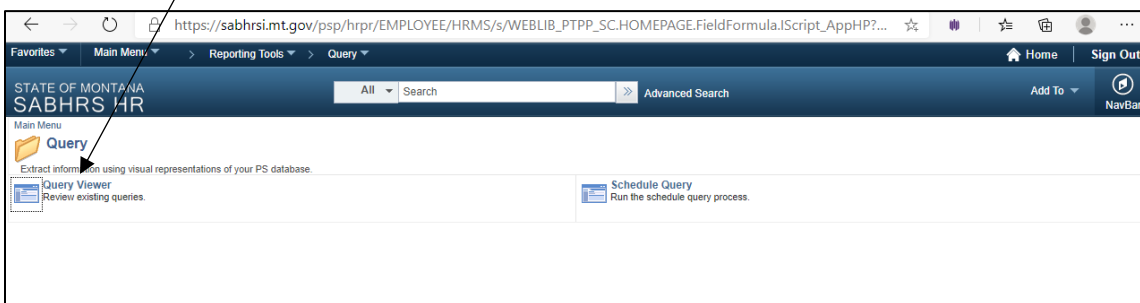 https://sabhrsi.mt.gov/psp/hrpr/EMPLOYEE/HRMS/s/WEBLIB_PTPP_SC.HOMEPAGE.FieldFormula.IScript_AppHP?...
Favorites Main Menu > Reporting Tools > Query Home Sign Out
STATE OF MONTANA
SABHRS HR
All Search » Advanced Search Add To NavBar
Main Menu
Query
Extract information using visual representations of your PS database.
Query Viewer Schedule Query
Review existing queries. Run the schedule query process.